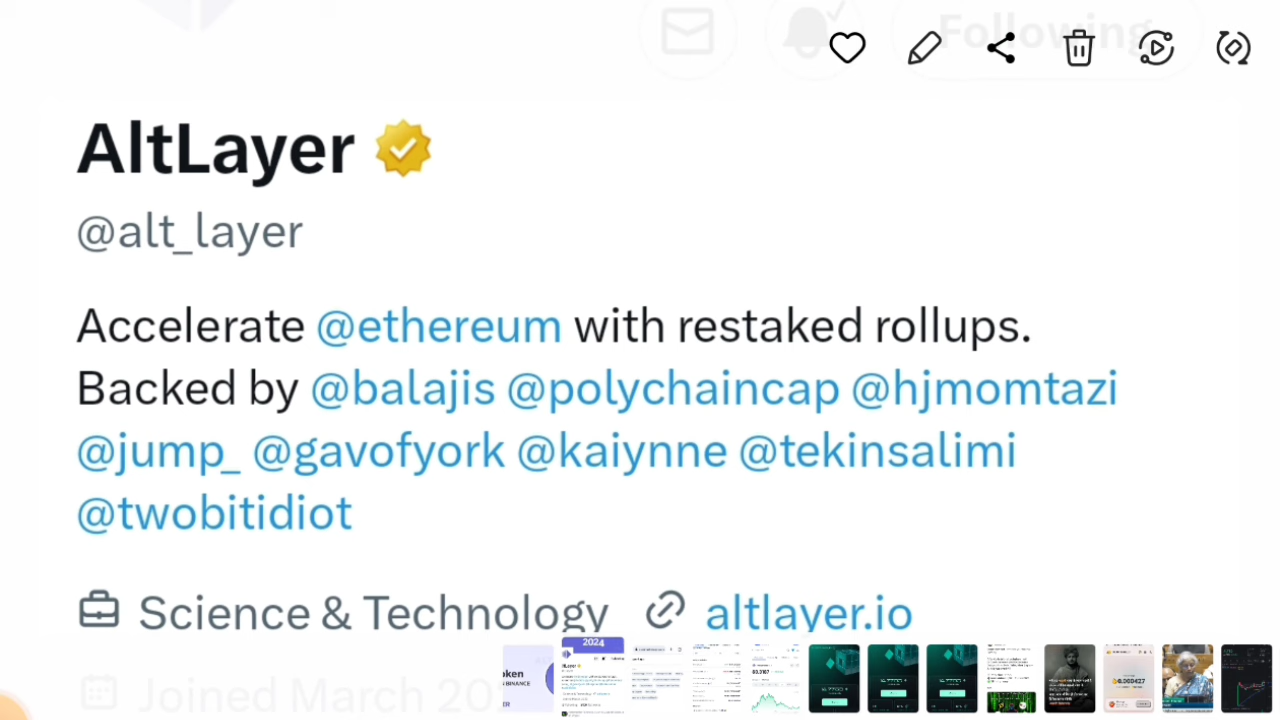 Following
AltLayer
@alt_layer
Accelerate @ethereum with restaked rollups.
Backed by @balajis @polychaincap @hjmomtazi
@jump_ @gavofyork @kaiynne @tekinsalimi
@twobitidiot
Science & Technology altlayer.io
2024